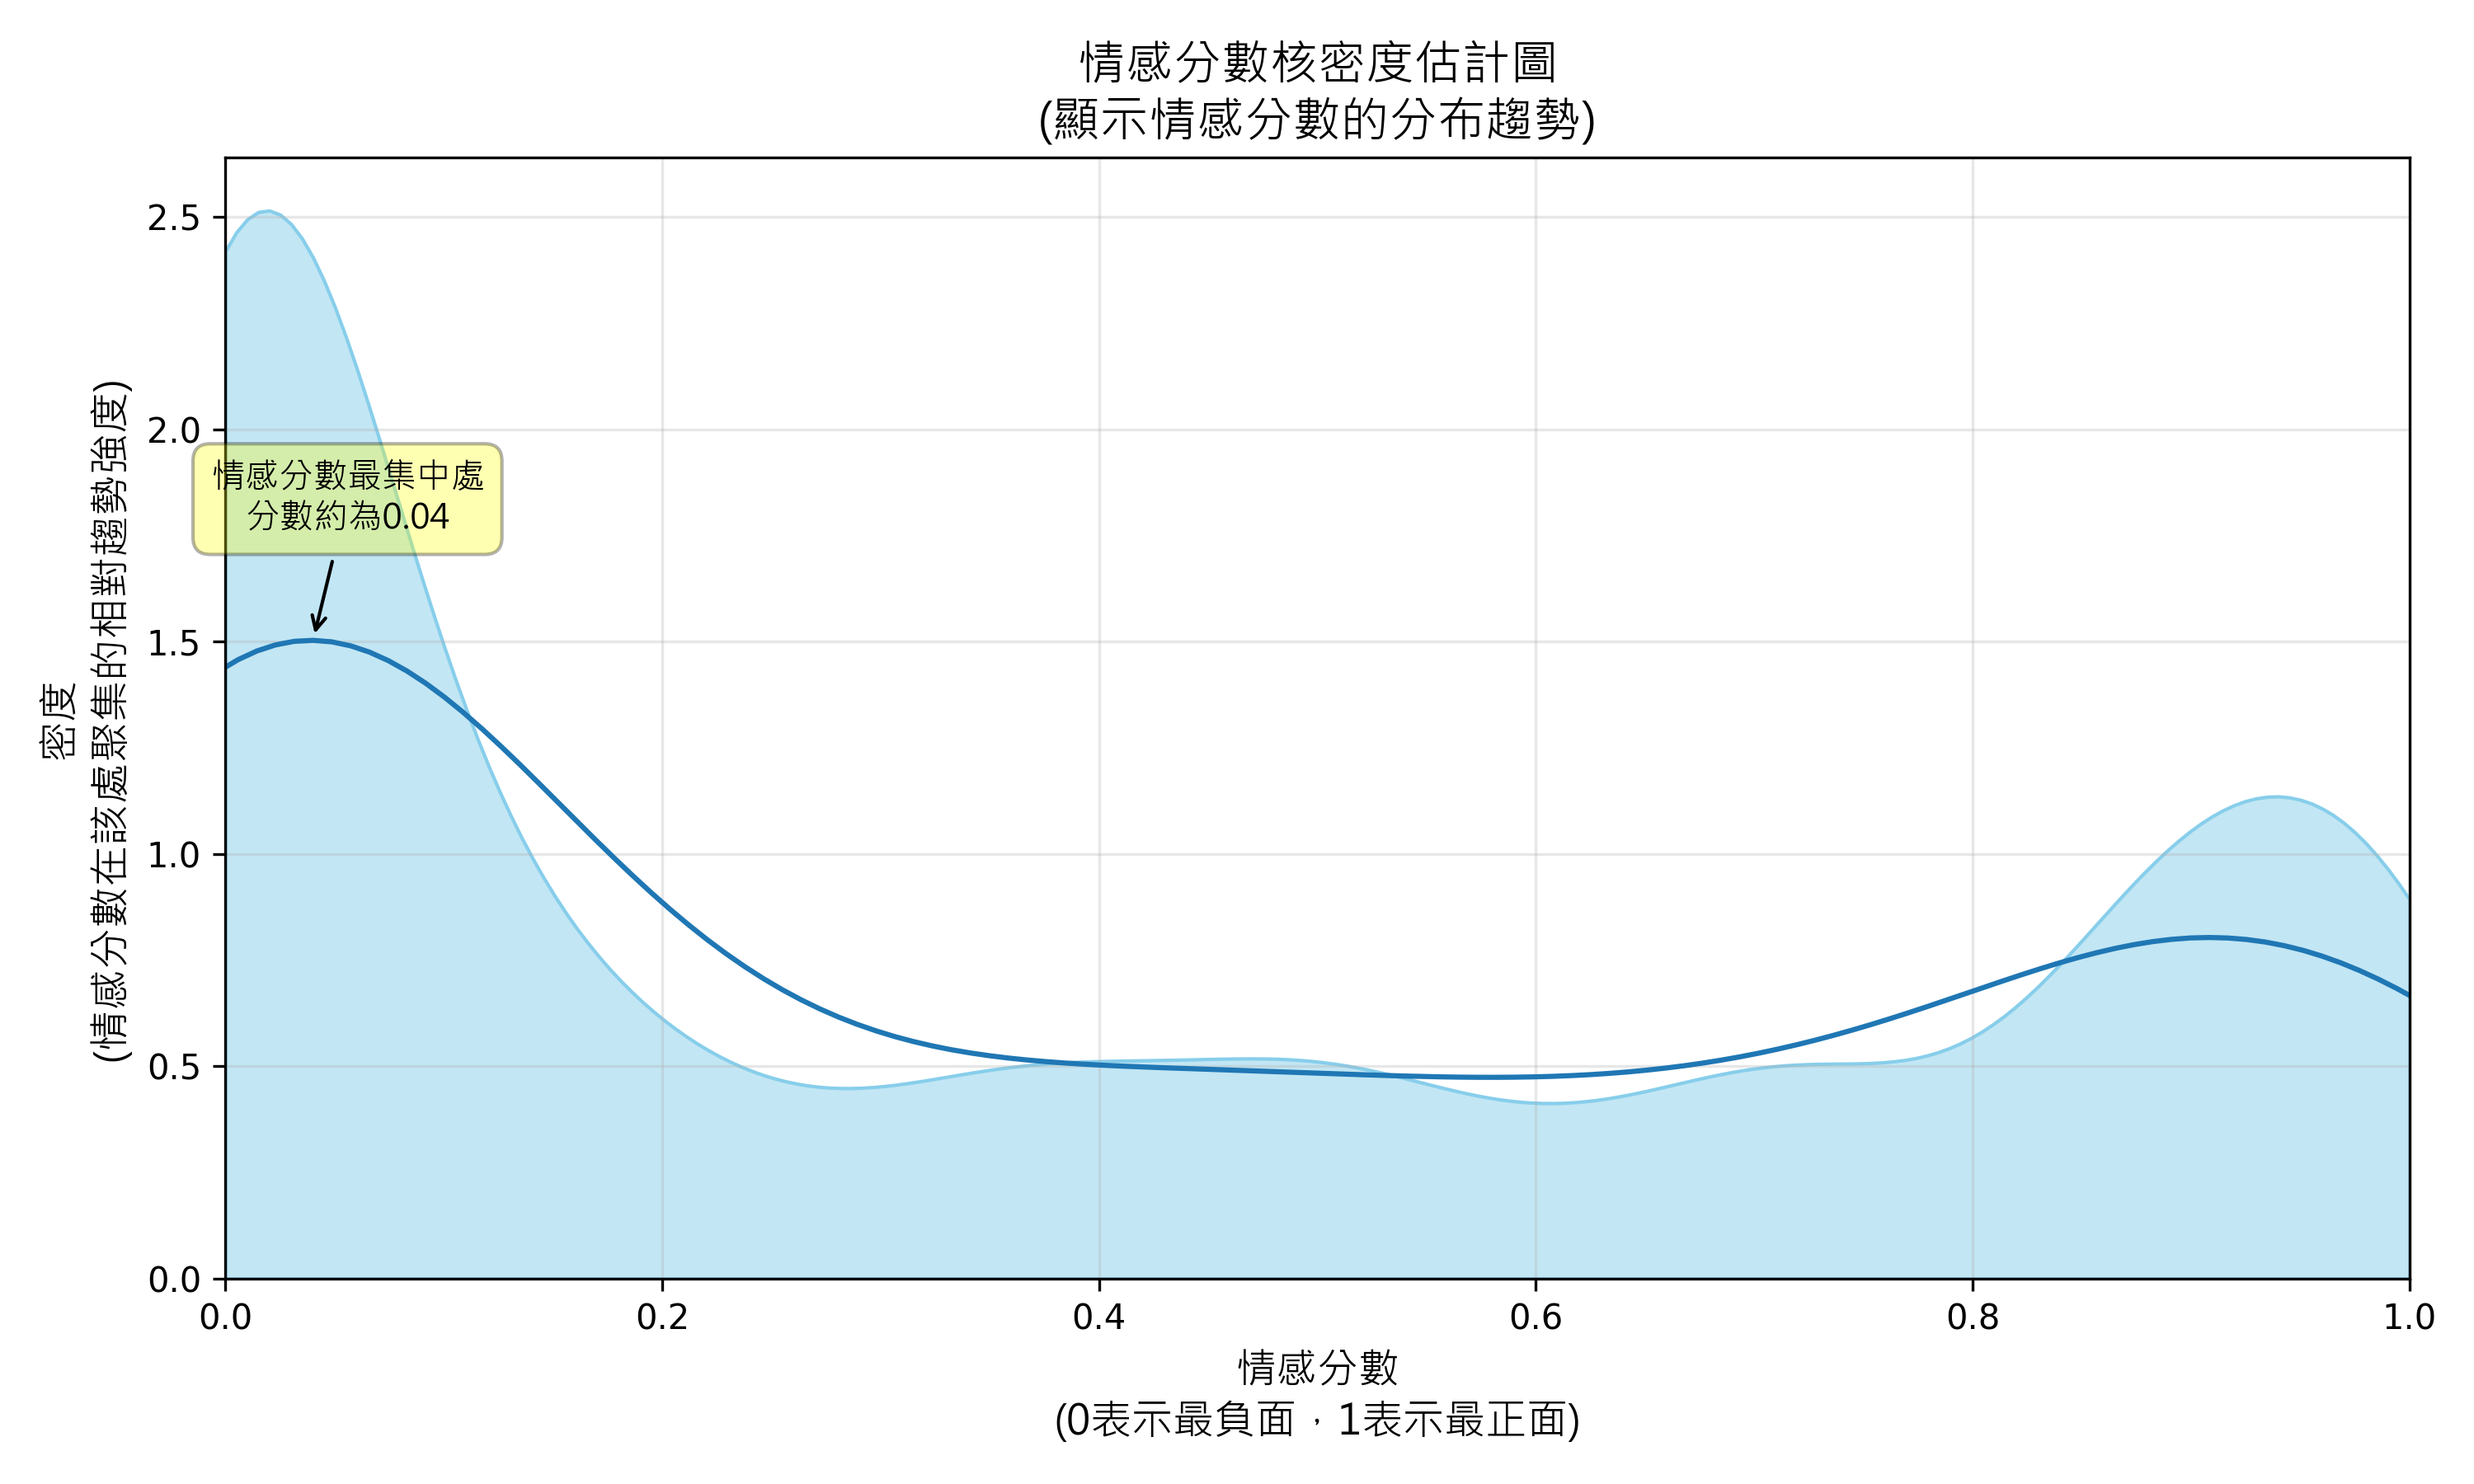 情感分數核密度估計圖
(顯示情感分數的分布趨勢)
密度
(情感分數在該處聚集的相對趨勢強度)
2.5
2.0
1.5
1.0
0.5
0.0
情感分數最集中處
分數約為0.04
0.0 0.2 0.4 0.6 0.8 1.0
情感分數
(0表示最負面，1表示最正面)